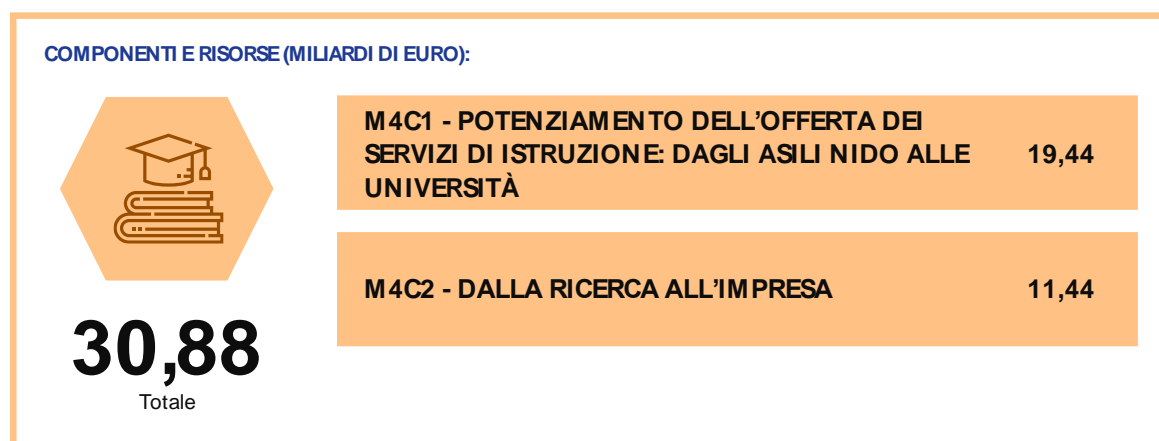 COMPONENTI E RISORSE (MILIARDI DI EURO):
M4C1 - POTENZIAMENTO DELL’OFFERTA DEI
SERVIZI DI ISTRUZIONE: DAGLI ASILI NIDO ALLE
UNIVERSITÀ
19,44
M4C2 - DALLA RICERCA ALL’IMPRESA
11,44
30,88
Totale